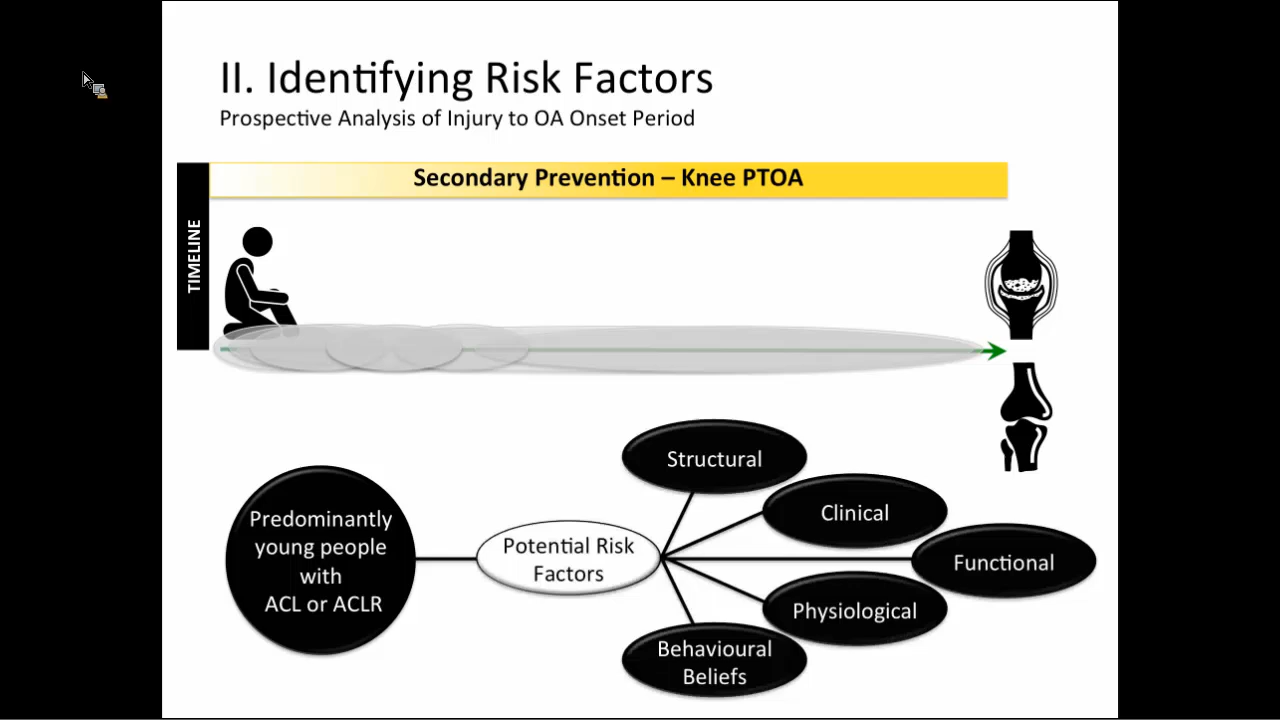 II. Identifying Risk Factors
Prospective Analysis of Injury to OA Onset Period
Secondary Prevention – Knee PTOA
TIMELINE
Predominantly
young people
with
ACL or ACLR
Potential Risk
Factors
Structural
Clinical
Functional
Physiological
Behavioural
Beliefs